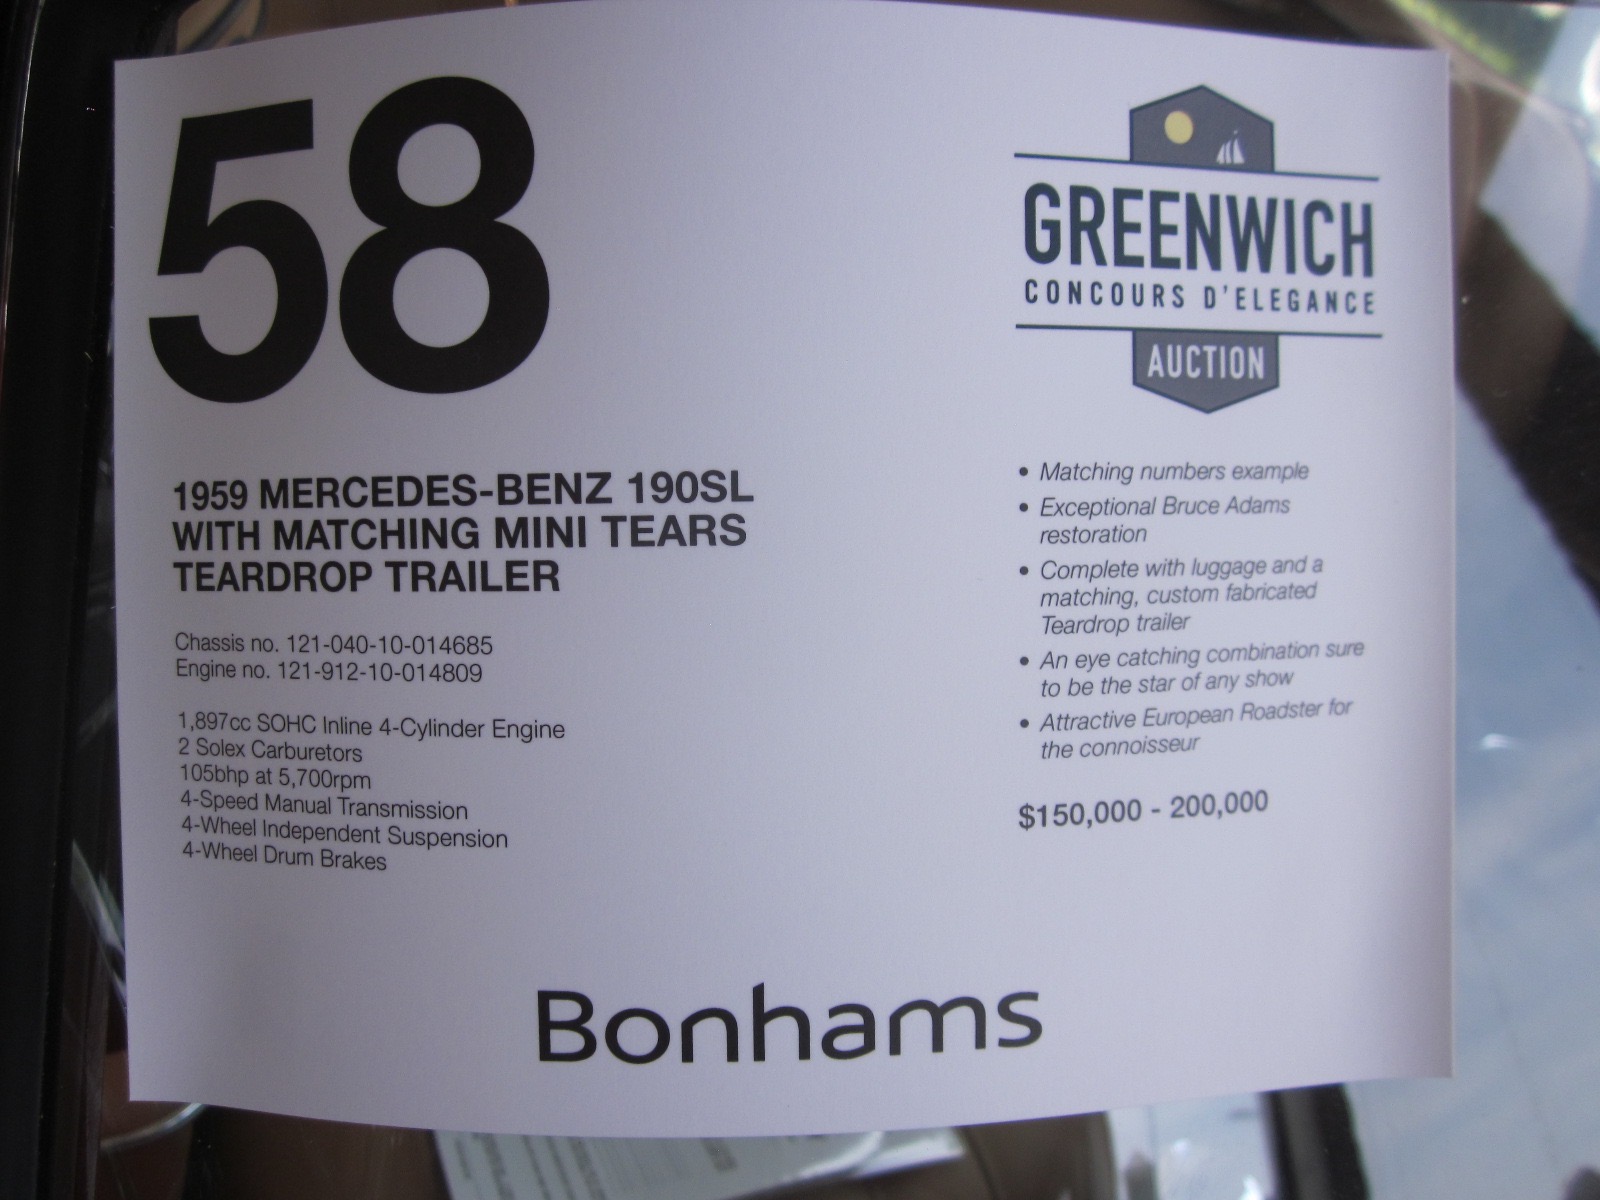 58
GREENWICH
CONCOURS D'ELEGANCE
AUCTION
1959 MERCEDES-BENZ 190SL
WITH MATCHING MINI TEARS
TEARDROP TRAILER
Chassis no. 121-040-10-014685
Engine no. 121-912-10-014809
1,897cc SOHC Inline 4-Cylinder Engine
2 Solex Carburetors
105bhp at 5,700rpm
4-Speed Manual Transmission
4-Wheel Independent Suspension
4-Wheel Drum Brakes
• Matching numbers example
• Exceptional Bruce Adams
restoration
• Complete with luggage and a
matching, custom fabricated
Teardrop trailer
• An eye catching combination sure
to be the star of any show
• Attractive European Roadster for
the connoisseur
$150,000 - 200,000
Bonhams